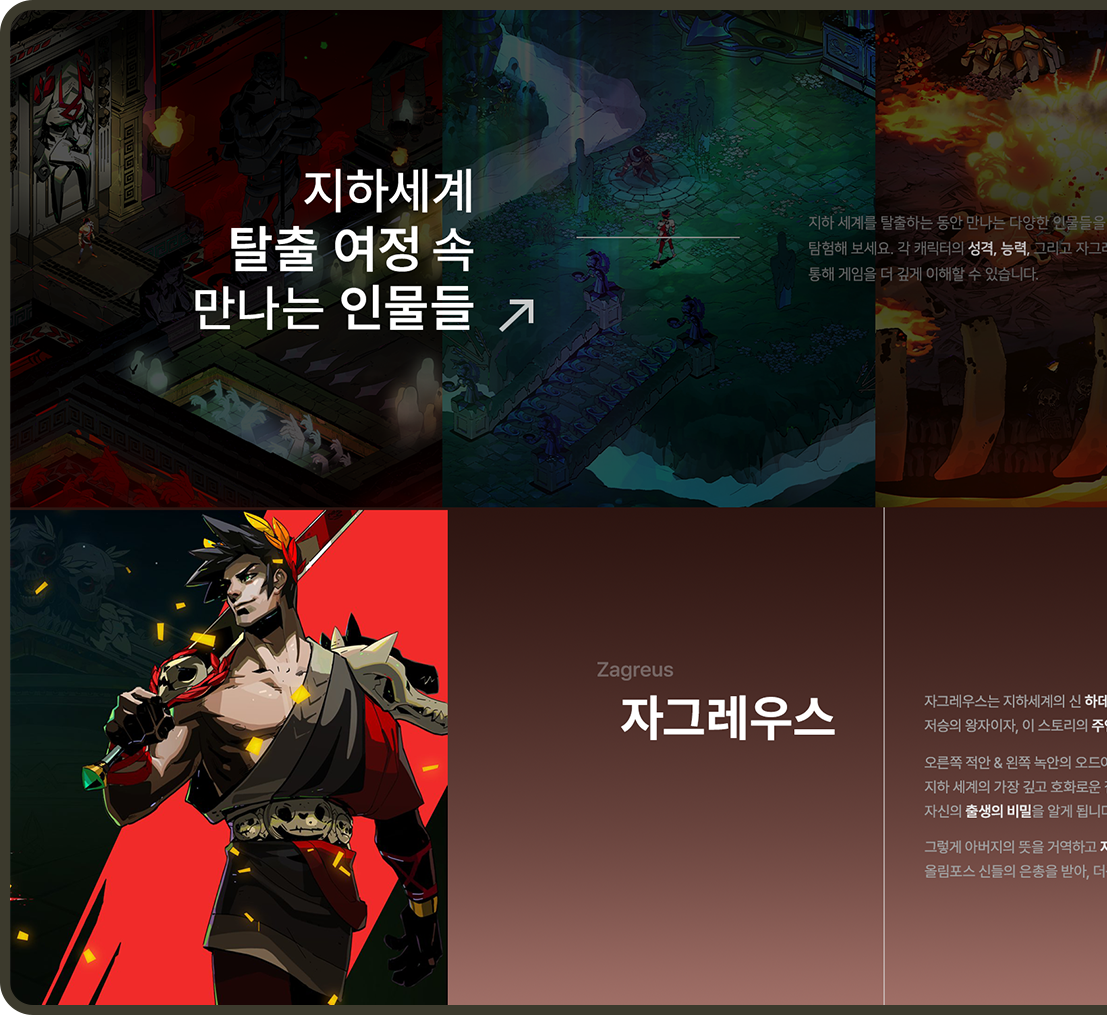 지하세계
탈출 여정 속
만나는 인물들
지하 세계를 탈출하는 동안 만나는 다양한 인물들을
탐험해 보세요. 각 캐릭터의 성격, 능력, 그리고 자그
통해 게임을 더 깊게 이해할 수 있습니다.
Zagreus
자그레우스
자그레우스는 지하세계의 신 하데
저승의 왕자이자, 이 스토리의 주
오른쪽 적안 & 왼쪽 녹안의 오드
지하 세계의 가장 깊고 호화로운
자신의 출생의 비밀을 알게 됩니
그렇게 아버지의 뜻을 거역하고
올림포스 신들의 은총을 받아, 더